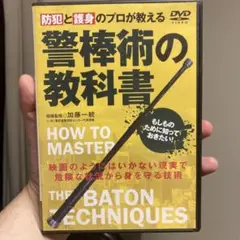 防犯と護身のプロが教える
DVD
VIDEO
警棒術の
教科書
加藤一統
もしもの
ために知って
おきたい!
HOW TO
MASTER
映画のようにはいかない現実で
危険な
から身を守る技術
THE BATON
TECHNIQUES